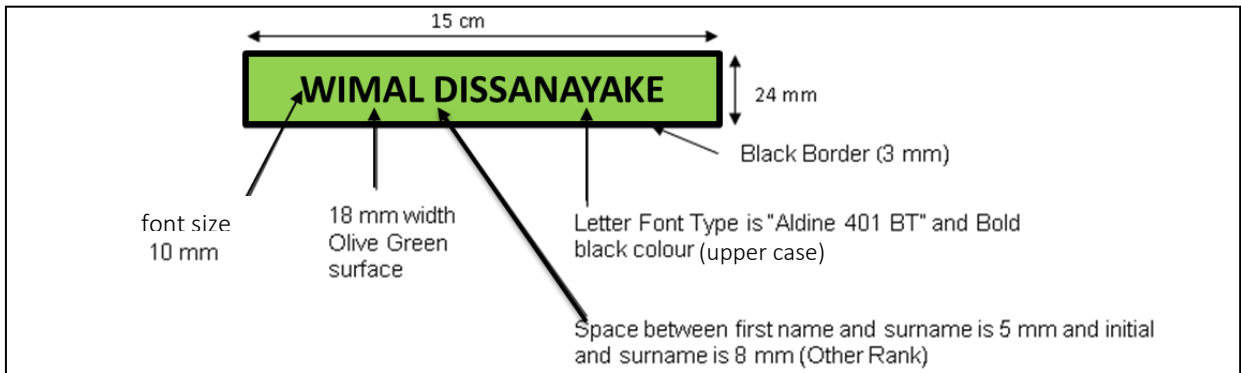 15 cm
WIMAL DISSANAYAKE
24 mm
Black Border (3 mm)
font size
10 mm
18 mm width
Olive Green
surface
Letter Font Type is "Aldine 401 BT" and Bold
black colour (upper case)
Space between first name and surname is 5 mm and initial
and surname is 8 mm (Other Rank)